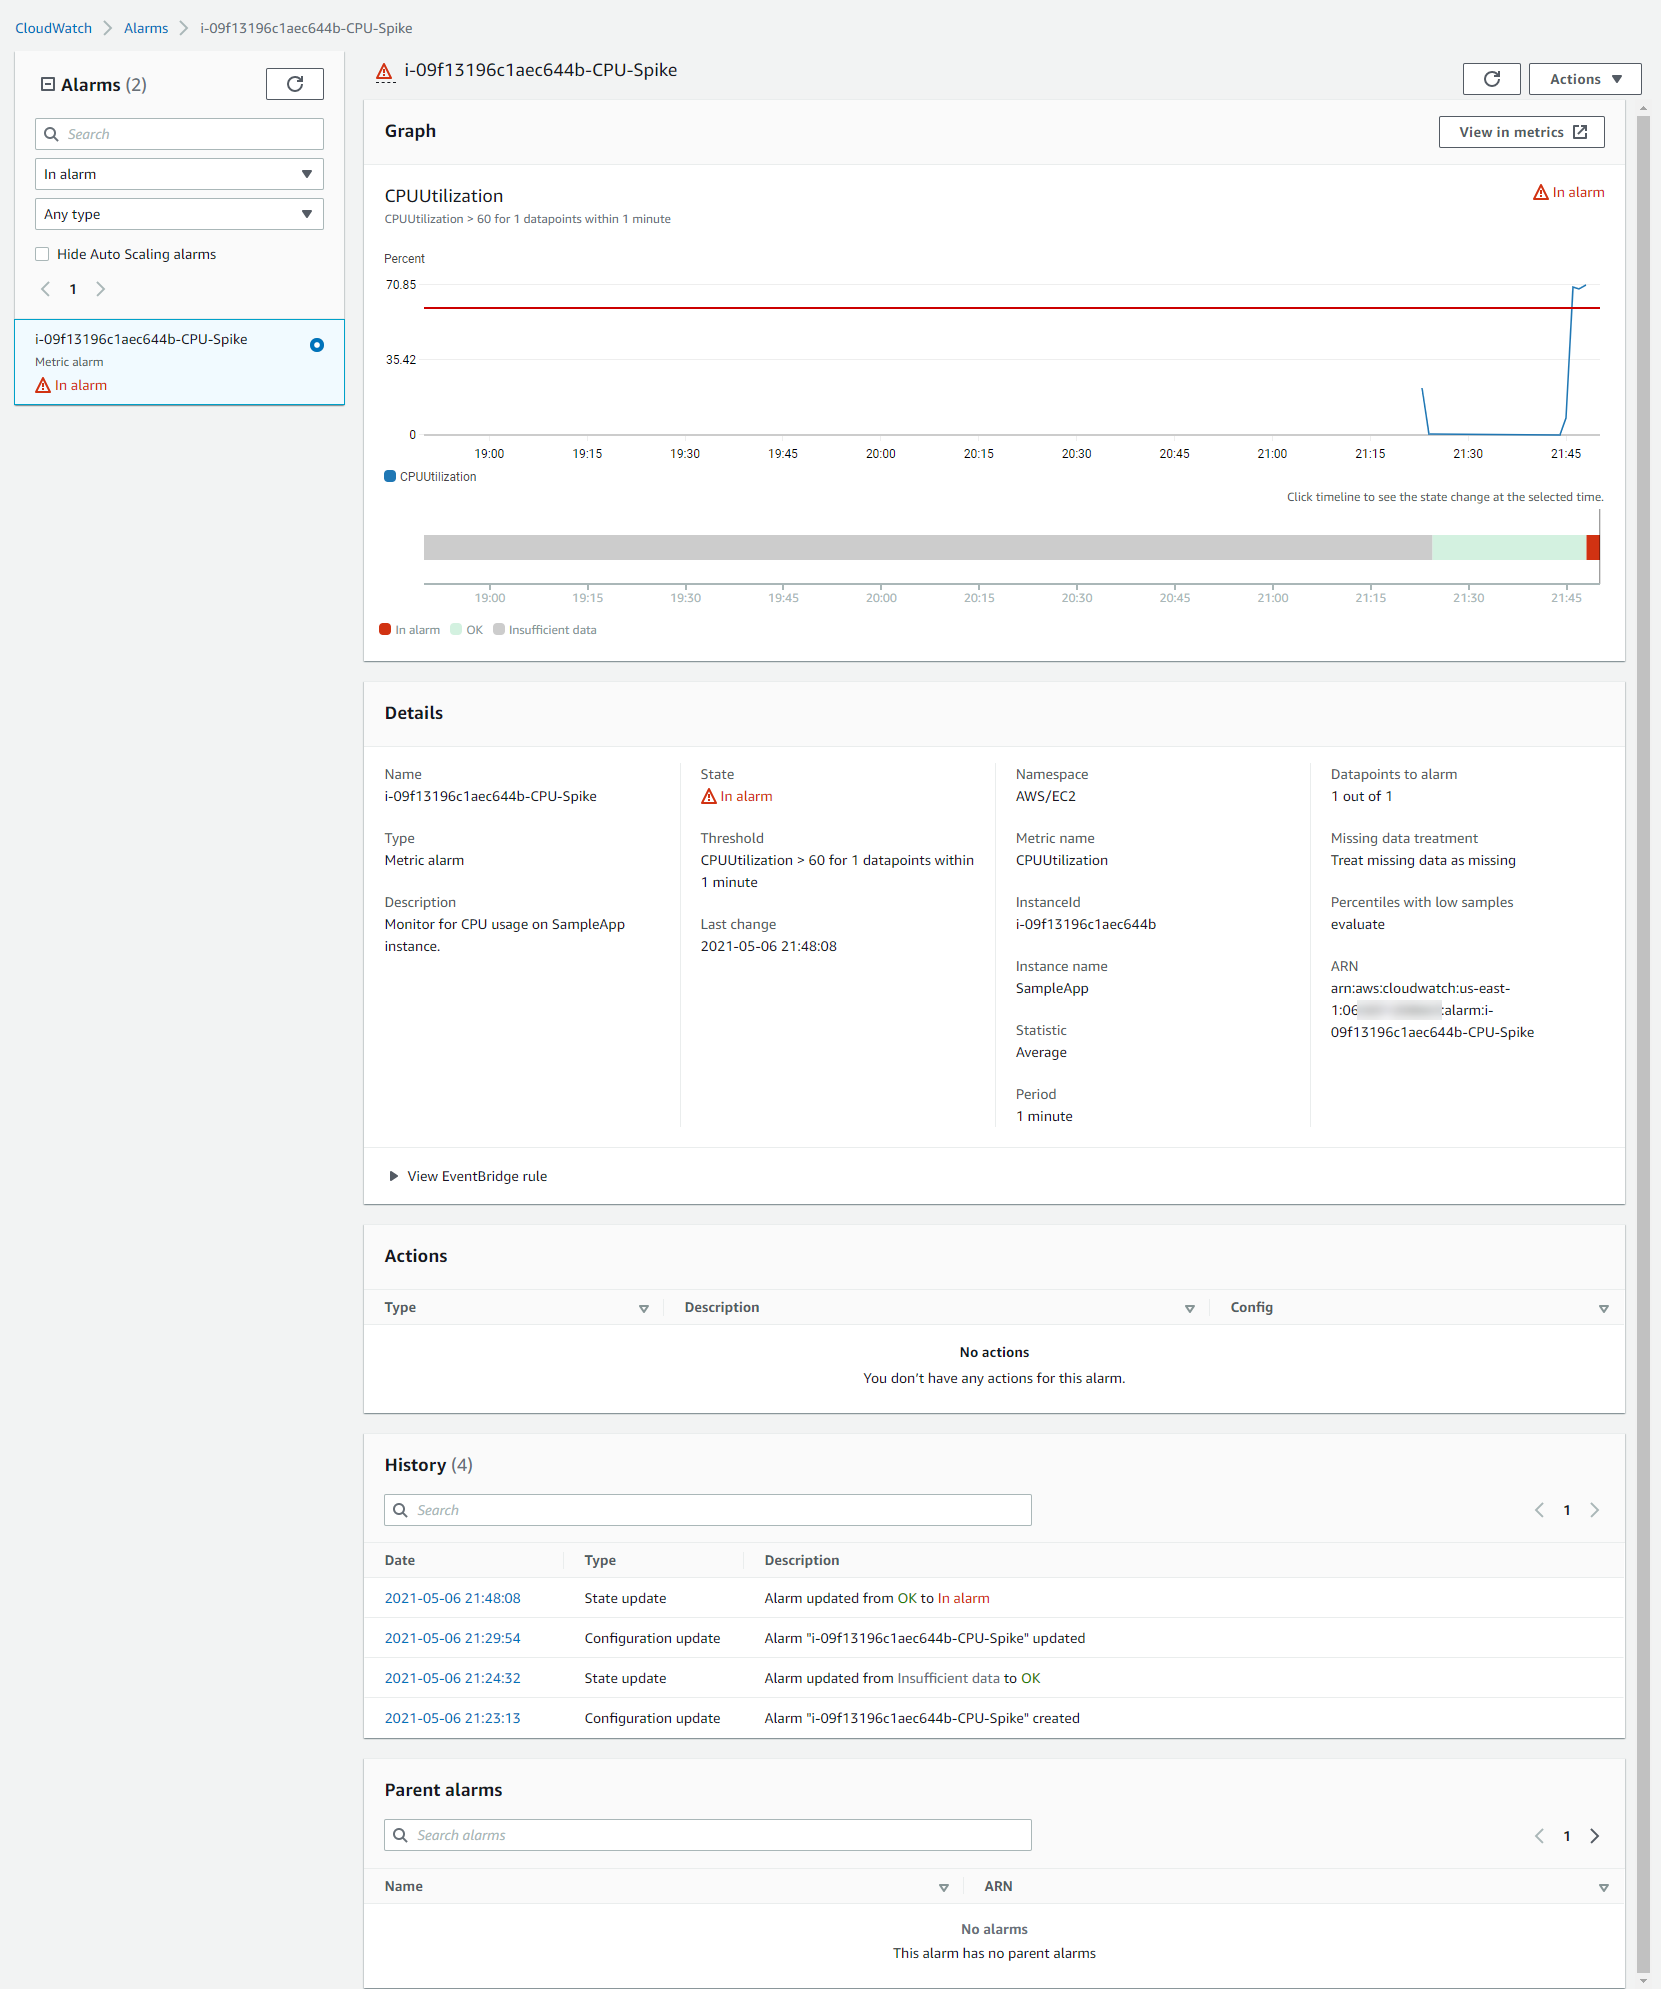 CloudWatch > Alarms > i-09f13196c1aec644b-CPU-Spike
Alarms (2)
Search
In alarm
Any type
Hide Auto Scaling alarms
1
i-09f13196c1aec644b-CPU-Spike
Metric alarm
In alarm
i-09f13196c1aec644b-CPU-Spike
Actions
Graph
View in metrics
CPUUtilization
In alarm
CPUUtilization > 60 for 1 datapoints within 1 minute
Percent
70.85
35.42
0
19:00 19:15 19:30 19:45 20:00 20:15 20:30 20:45 21:00 21:15 21:30 21:45
CPUUtilization
Click timeline to see the state change at the selected time.
19:00 19:15 19:30 19:45 20:00 20:15 20:30 20:45 21:00 21:15 21:30 21:45
In alarm OK Insufficient data
Details
Name
i-09f13196c1aec644b-CPU-Spike
Type
Metric alarm
Description
Monitor for CPU usage on SampleApp
instance.
State
In alarm
Threshold
CPUUtilization > 60 for 1 datapoints within
1 minute
Last change
2021-05-06 21:48:08
Namespace
AWS/EC2
Metric name
CPUUtilization
InstanceId
i-09f13196c1aec644b
Instance name
SampleApp
Statistic
Average
Period
1 minute
Datapoints to alarm
1 out of 1
Missing data treatment
Treat missing data as missing
Percentiles with low samples
evaluate
ARN
arn:aws:cloudwatch:us-east-
1:06 :alarm:i-
09f13196c1aec644b-CPU-Spike
View EventBridge rule
Actions
Type Description Config
No actions
You don't have any actions for this alarm.
History (4)
Search
1
Date Type Description
2021-05-06 21:48:08 State update Alarm updated from OK to In alarm
2021-05-06 21:29:54 Configuration update Alarm "i-09f13196c1aec644b-CPU-Spike" updated
2021-05-06 21:24:32 State update Alarm updated from Insufficient data to OK
2021-05-06 21:23:13 Configuration update Alarm "i-09f13196c1aec644b-CPU-Spike" created
Parent alarms
Search alarms
1
Name ARN
No alarms
This alarm has no parent alarms